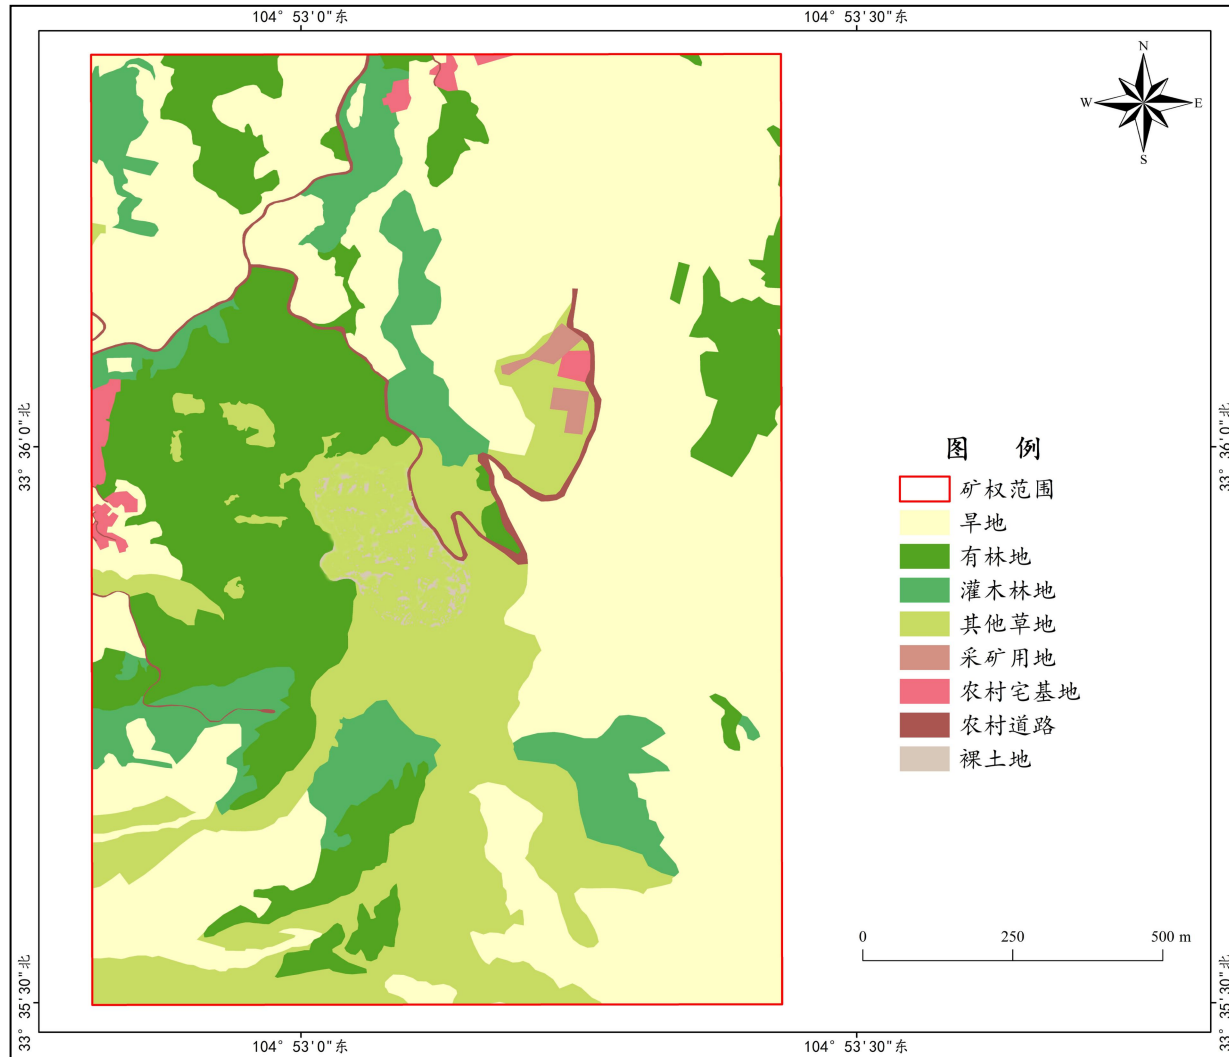 104° 53'0"东
104° 53'30"东
N
W
E
S
33° 36'0"北
33° 36'0"北
图 例
矿权范围
旱地
有林地
灌木林地
其他草地
采矿用地
农村宅基地
农村道路
裸土地
0 250 500 m
33° 35'30"北
33° 35'30"北
104° 53'0"东
104° 53'30"东